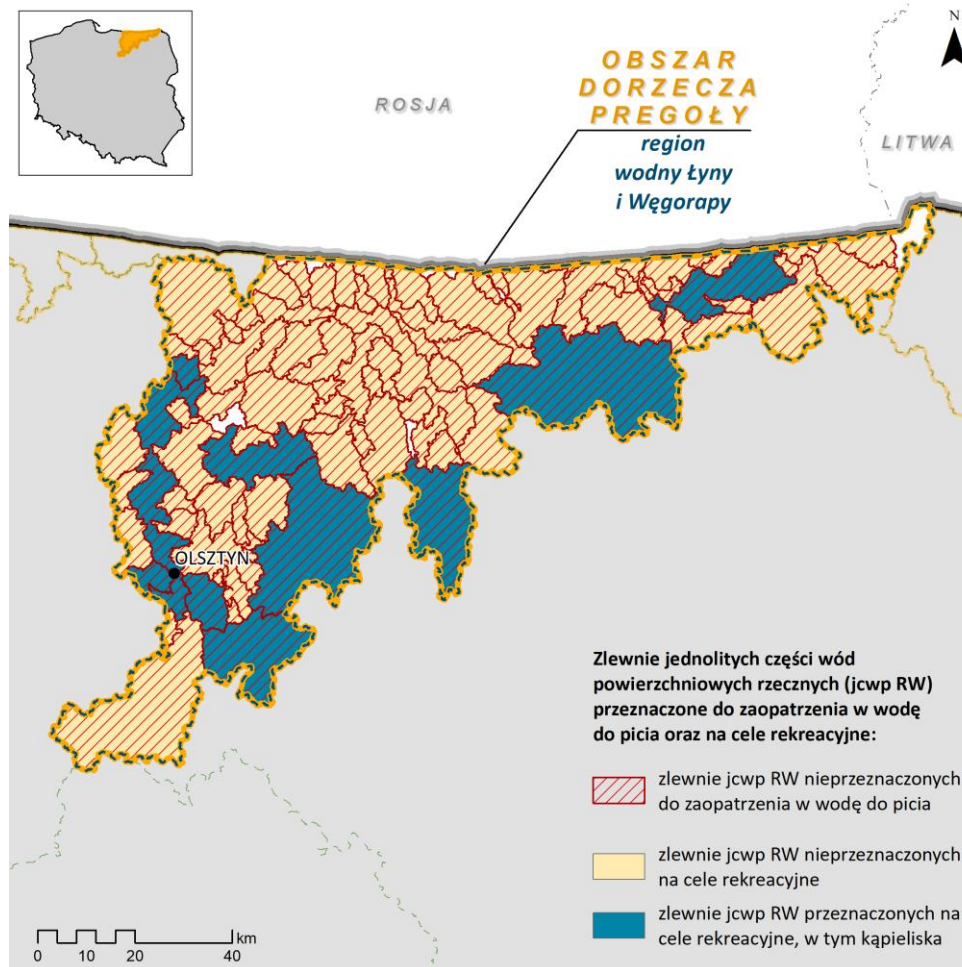 N
OBSZAR
DORZECZA
PREGOŁY
region
wodny Łyny
i Węgorapy
ROSJA
LITWA
OLSZTYN
Zlewnie jednolitych części wód
powierzchniowych rzecznych (jcwp RW)
przeznaczone do zaopatrzenia w wodę
do picia oraz na cele rekreacyjne:
zlewnie jcwp RW nieprzeznaczonych
do zaopatrzenia w wodę do picia
zlewnie jcwp RW nieprzeznaczonych
na cele rekreacyjne
zlewnie jcwp RW przeznaczonych na
cele rekreacyjne, w tym kąpieliska
km
0 10 20 40